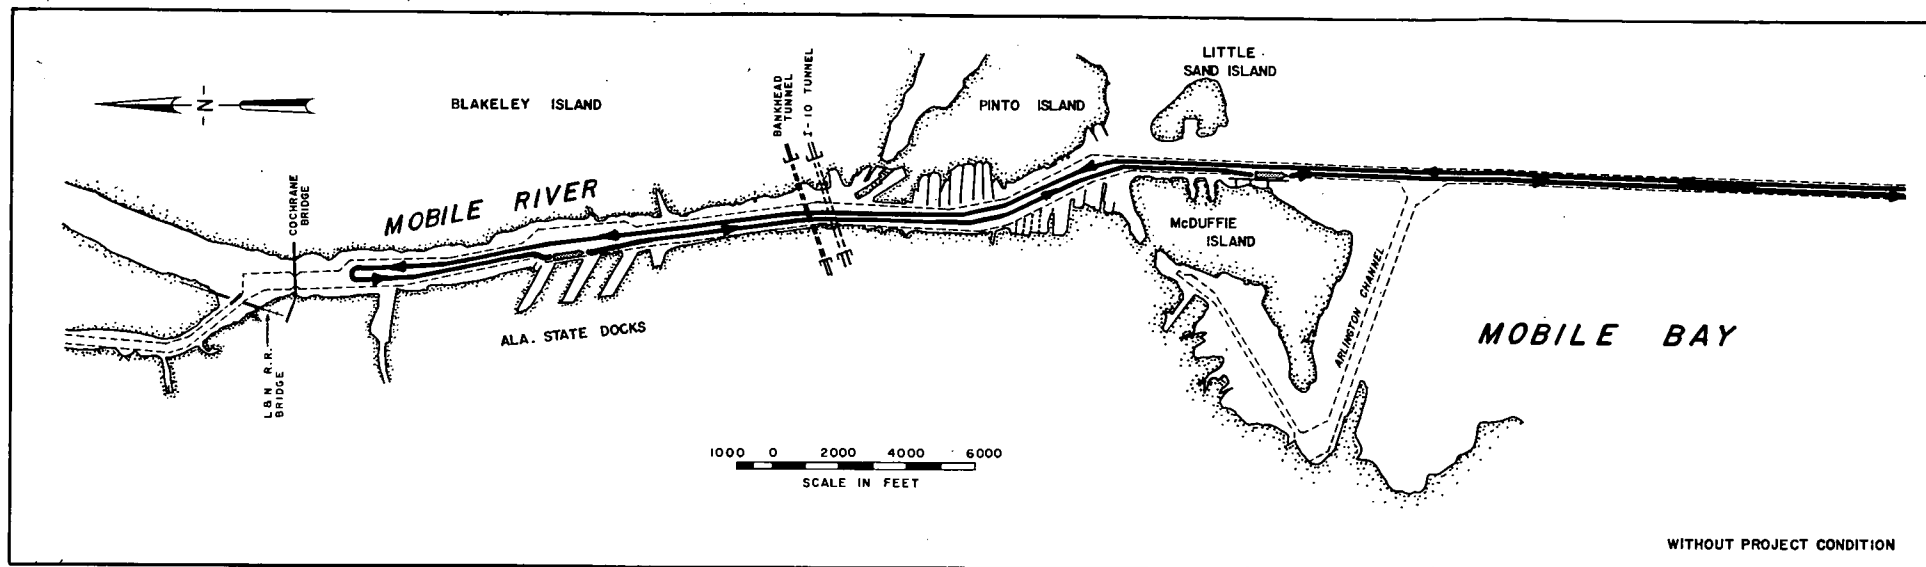 LITTLE
SAND ISLAND
-N-
BLAKELEY ISLAND
BANKHEAD
TUNNEL
I-10 TUNNEL
PINTO ISLAND
COCHRANE
BRIDGE
MOBILE RIVER
McDUFFIE
ISLAND
ARLINGTON CHANNEL
MOBILE BAY
ALA. STATE DOCKS
L&N R.R.
BRIDGE
1000 0 2000 4000 6000
SCALE IN FEET
WITHOUT PROJECT CONDITION